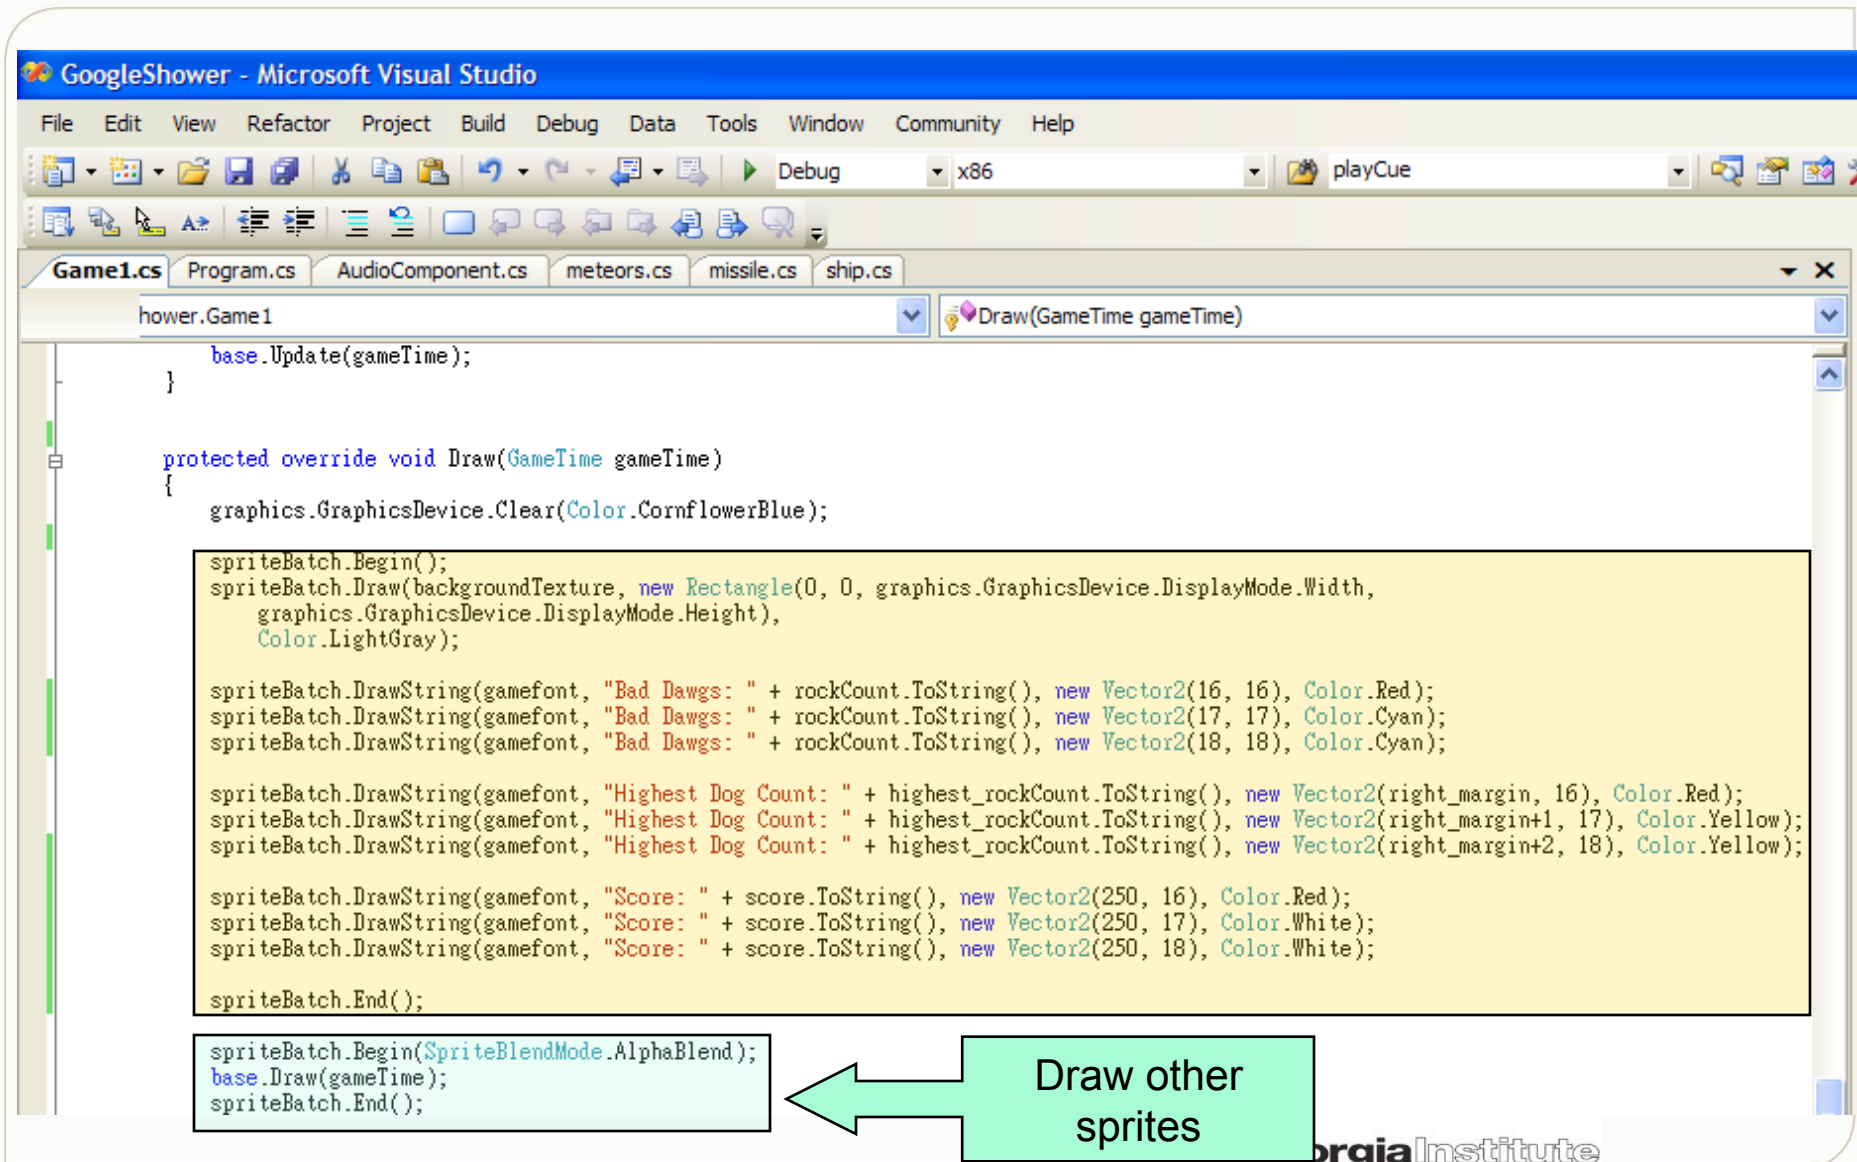 GoogleShower - Microsoft Visual Studio
File Edit View Refactor Project Build Debug Data Tools Window Community Help
Debug x86 playCue
Game1.cs Program.cs AudioComponent.cs meteors.cs missile.cs ship.cs
hower.Game1 Draw(GameTime gameTime)
base.Update(gameTime);
}
protected override void Draw(GameTime gameTime)
{
graphics.GraphicsDevice.Clear(Color.CornflowerBlue);
spriteBatch.Begin();
spriteBatch.Draw(backgroundTexture, new Rectangle(0, 0, graphics.GraphicsDevice.DisplayMode.Width,
graphics.GraphicsDevice.DisplayMode.Height),
Color.LightGray);
spriteBatch.DrawString(gamefont, "Bad Dawgs: " + rockCount.ToString(), new Vector2(16, 16), Color.Red);
spriteBatch.DrawString(gamefont, "Bad Dawgs: " + rockCount.ToString(), new Vector2(17, 17), Color.Cyan);
spriteBatch.DrawString(gamefont, "Bad Dawgs: " + rockCount.ToString(), new Vector2(18, 18), Color.Cyan);
spriteBatch.DrawString(gamefont, "Highest Dog Count: " + highest_rockCount.ToString(), new Vector2(right_margin, 16), Color.Red);
spriteBatch.DrawString(gamefont, "Highest Dog Count: " + highest_rockCount.ToString(), new Vector2(right_margin+1, 17), Color.Yellow);
spriteBatch.DrawString(gamefont, "Highest Dog Count: " + highest_rockCount.ToString(), new Vector2(right_margin+2, 18), Color.Yellow);
spriteBatch.DrawString(gamefont, "Score: " + score.ToString(), new Vector2(250, 16), Color.Red);
spriteBatch.DrawString(gamefont, "Score: " + score.ToString(), new Vector2(250, 17), Color.White);
spriteBatch.DrawString(gamefont, "Score: " + score.ToString(), new Vector2(250, 18), Color.White);
spriteBatch.End();
spriteBatch.Begin(SpriteBlendMode.AlphaBlend);
base.Draw(gameTime);
spriteBatch.End();
Draw other
sprites
orgia Institute